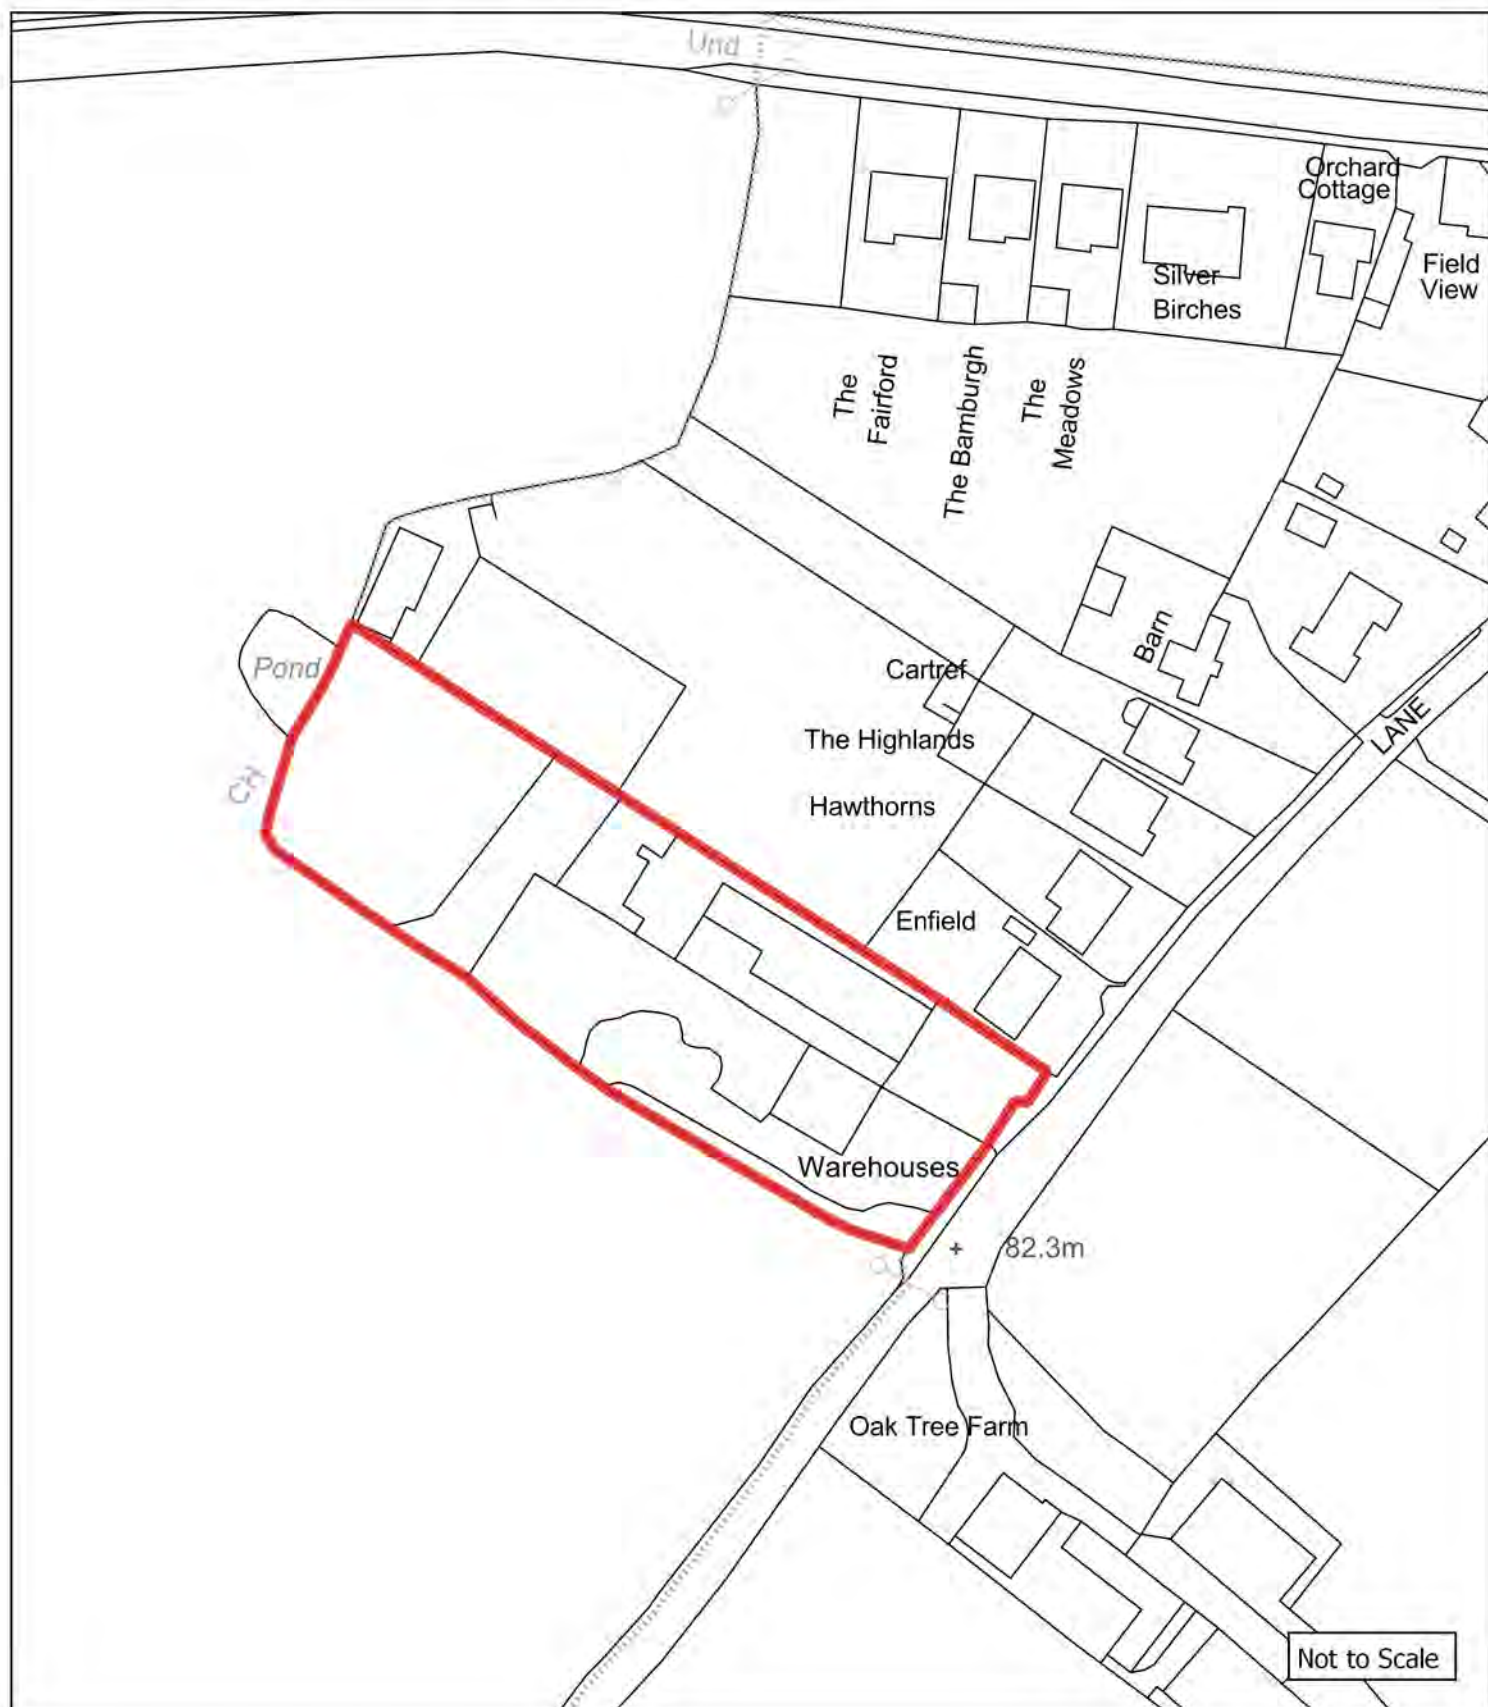 Und
Orchard
Cottage
Field
View
Silver
Birches
The
Fairford
The Bamburgh
The
Meadows
Barn
Pond
Cartref
LANE
The Highlands
CR
Hawthorns
Enfield
Warehouses
82.3m
Oak Tree Farm
Not to Scale